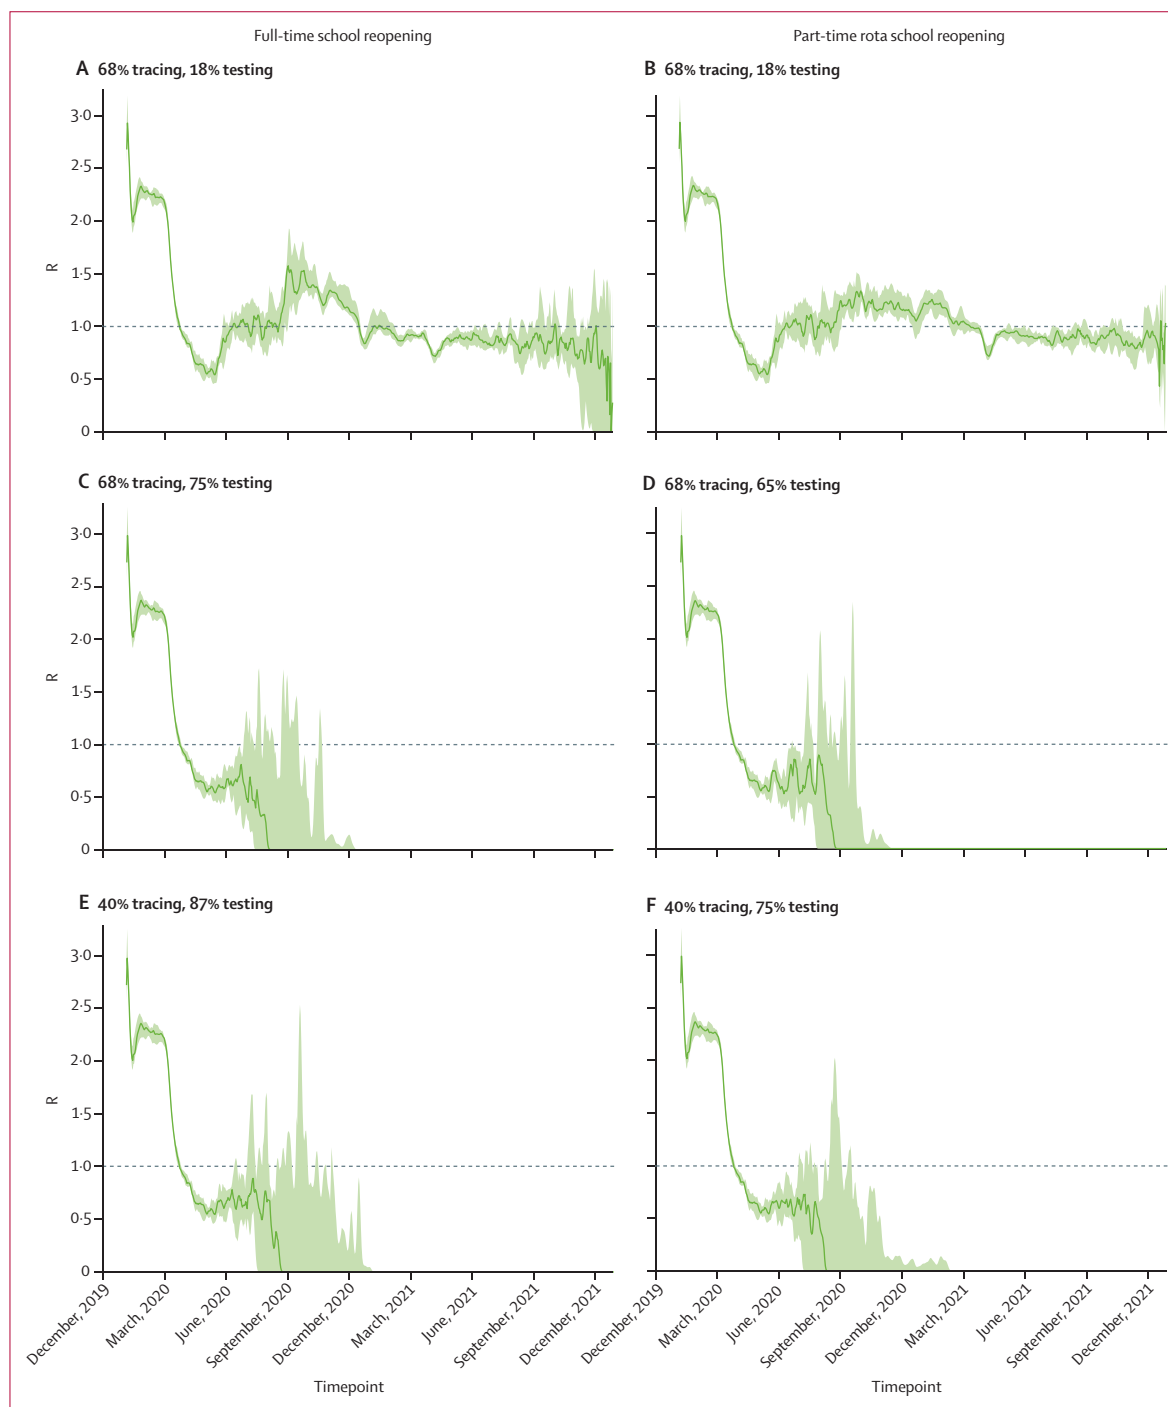 Full-time school reopening
Part-time rota school reopening
A 68% tracing, 18% testing
B 68% tracing, 18% testing
3·0
2·5
2·0
1·5
1·0
0·5
0
R
C 68% tracing, 75% testing
D 68% tracing, 65% testing
3·0
2·5
2·0
1·5
1·0
0·5
0
R
E 40% tracing, 87% testing
F 40% tracing, 75% testing
3·0
2·5
2·0
1·5
1·0
0·5
0
R
December, 2019
March, 2020
June, 2020
September, 2020
December, 2020
March, 2021
June, 2021
September, 2021
December, 2021
December, 2019
March, 2020
June, 2020
September, 2020
December, 2020
March, 2021
June, 2021
September, 2021
December, 2021
Timepoint
Timepoint